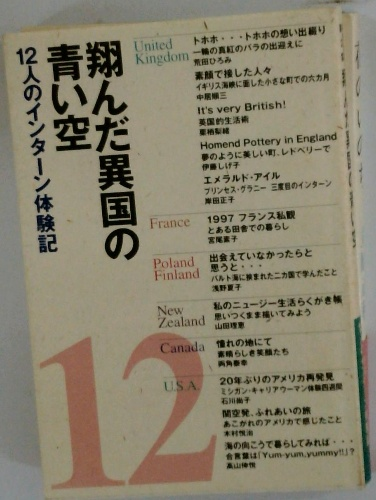 翔んだ異国の
青い空
12人のインターン体験記
United
Kingdom
トホホ・・・トホホの想い出綴り
一輪の真紅のバラの出迎えに
荒田ひろみ
素顔で接した人々
イギリス海峡に面した小さな町での六カ月
中居順三
It's very British!
英国的生活術
栗栖梨緒
Homend Pottery in England
夢のように美しい町、レドベリーで
伊藤しげ子
エメラルド・アイル
プリンセス・グラニー 三度目のインターン
岸田正子
France
1997 フランス私観
とある田舎での暮らし
宮尾直子
Poland
Finland
出会えていなかったらと
思うと・・・
バルト海に挟まれた二カ国で学んだこと
浅野夏子
New
Zealand
私のニュージー生活らくがき帳
思いつくまま描いてみよう
山田理恵
Canada
憧れの地にて
素晴らしき笑顔たち
両角泰幸
U.S.A.
20年ぶりのアメリカ再発見
ミシガン・キャリアウーマン体験四週間
石川尚子
間空発、ふれあいの旅
あこがれのアメリカで感じたこと
木村悦治
海の向こうで暮らしてみれば・・・
合言葉は「Yum-yum,yummy!!」?
高山伸悦
12